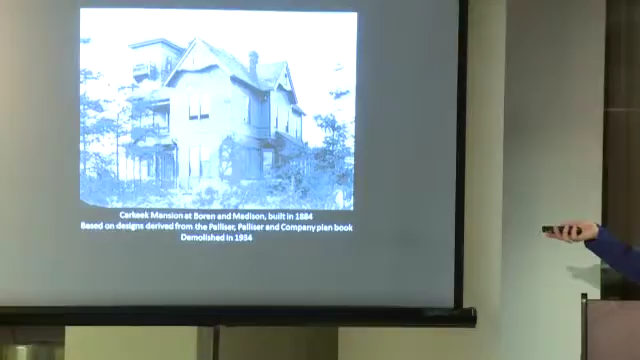 Carkeek Mansion at Boren and Madison, built in 1884
Based on designs derived from the Palliser, Palliser and Company plan book
Demolished in 1934